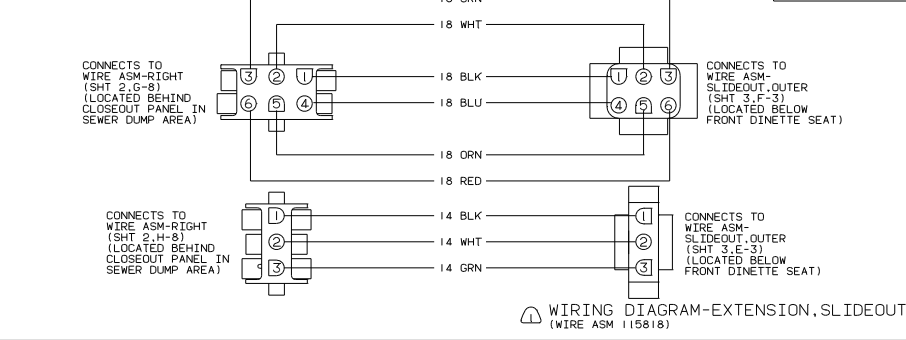 18 GRN
18 WHT
CONNECTS TO
WIRE ASM-RIGHT
(SHT 2,G-8)
(LOCATED BEHIND
CLOSEOUT PANEL IN
SEWER DUMP AREA)
3 2 1
6 5 4
18 BLK
18 BLU
1 2 3
4 5 6
CONNECTS TO
WIRE ASM-
SLIDEOUT,OUTER
(SHT 3,F-3)
(LOCATED BELOW
FRONT DINETTE SEAT)
18 ORN
18 RED
CONNECTS TO
WIRE ASM-RIGHT
(SHT 2,H-8)
(LOCATED BEHIND
CLOSEOUT PANEL IN
SEWER DUMP AREA)
1
2
3
14 BLK
14 WHT
14 GRN
1
2
3
CONNECTS TO
WIRE ASM-
SLIDEOUT,OUTER
(SHT 3,E-3)
(LOCATED BELOW
FRONT DINETTE SEAT)
1 WIRING DIAGRAM-EXTENSION,SLIDEOUT
(WIRE ASM 115818)